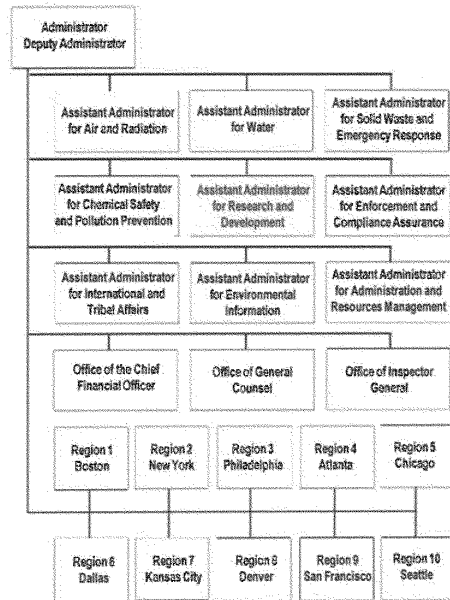 Administrator
Deputy Administrator
Assistant Administrator
for Air and Radiation
Assistant Administrator
for Water
Assistant Administrator
for Solid Waste and
Emergency Response
Assistant Administrator
for Chemical Safety
and Pollution Prevention
Assistant Administrator
for Research and
Development
Assistant Administrator
for Enforcement and
Compliance Assurance
Assistant Administrator
for International and
Tribal Affairs
Assistant Administrator
for Environmental
Information
Assistant Administrator
for Administration and
Resources Management
Office of the Chief
Financial Officer
Office of General
Counsel
Office of Inspector
General
Region 1
Boston
Region 2
New York
Region 3
Philadelphia
Region 4
Atlanta
Region 5
Chicago
Region 6
Dallas
Region 7
Kansas City
Region 8
Denver
Region 9
San Francisco
Region 10
Seattle